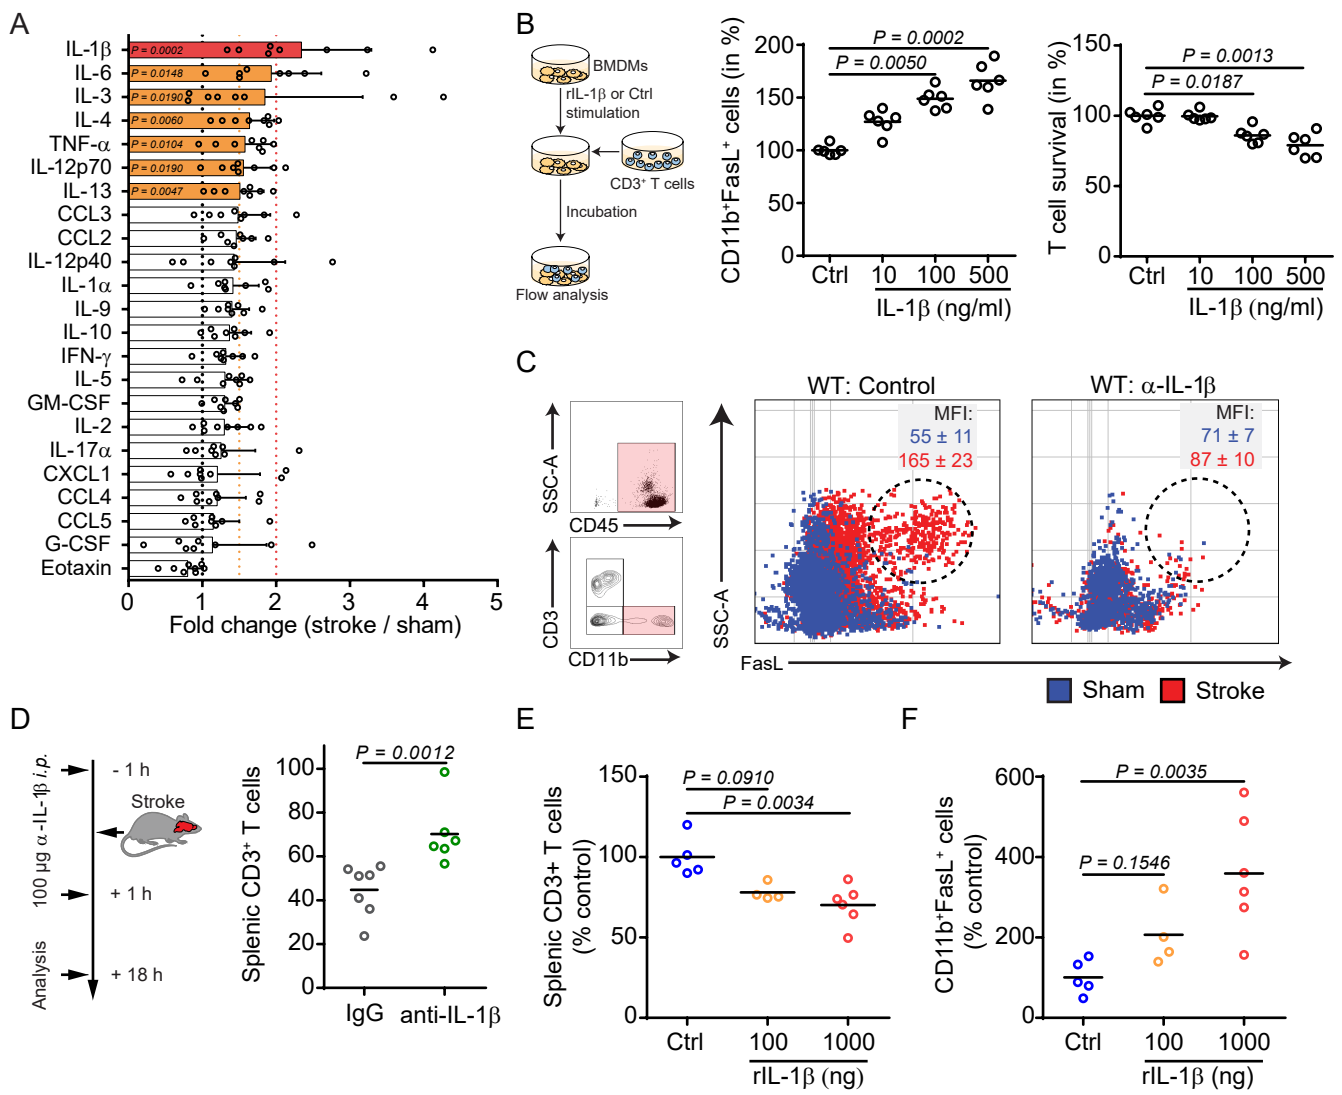 A
IL-1β P = 0.0002
IL-6 P = 0.0148
IL-3 P = 0.0190
IL-4 P = 0.0060
TNF-α P = 0.0104
IL-12p70 P = 0.0190
IL-13 P = 0.0047
CCL3
CCL2
IL-12p40
IL-1α
IL-9
IL-10
IFN-γ
IL-5
GM-CSF
IL-2
IL-17α
CXCL1
CCL4
CCL5
G-CSF
Eotaxin
0 1 2 3 4 5
Fold change (stroke / sham)
B
BMDMs
rIL-1β or Ctrl
stimulation
CD3⁺ T cells
Incubation
Flow analysis
CD11b⁺FasL⁺ cells (in %)
200
150
100
50
0
P = 0.0002
P = 0.0050
Ctrl 10 100 500
IL-1β (ng/ml)
T cell survival (in %)
150
100
50
0
P = 0.0013
P = 0.0187
Ctrl 10 100 500
IL-1β (ng/ml)
C
SSC-A
CD45
CD3
CD11b
WT: Control
MFI:
55 ± 11
165 ± 23
WT: α-IL-1β
MFI:
71 ± 7
87 ± 10
SSC-A
FasL
Sham Stroke
D
100 µg α-IL-1β i.p.
Analysis
- 1 h
Stroke
+ 1 h
+ 18 h
Splenic CD3⁺ T cells
100
80
60
40
20
0
P = 0.0012
IgG anti-IL-1β
E
Splenic CD3+ T cells
(% control)
150
100
50
0
P = 0.0910
P = 0.0034
Ctrl 100 1000
rIL-1β (ng)
F
CD11b⁺FasL⁺ cells
(% control)
600
400
200
0
P = 0.0035
P = 0.1546
Ctrl 100 1000
rIL-1β (ng)